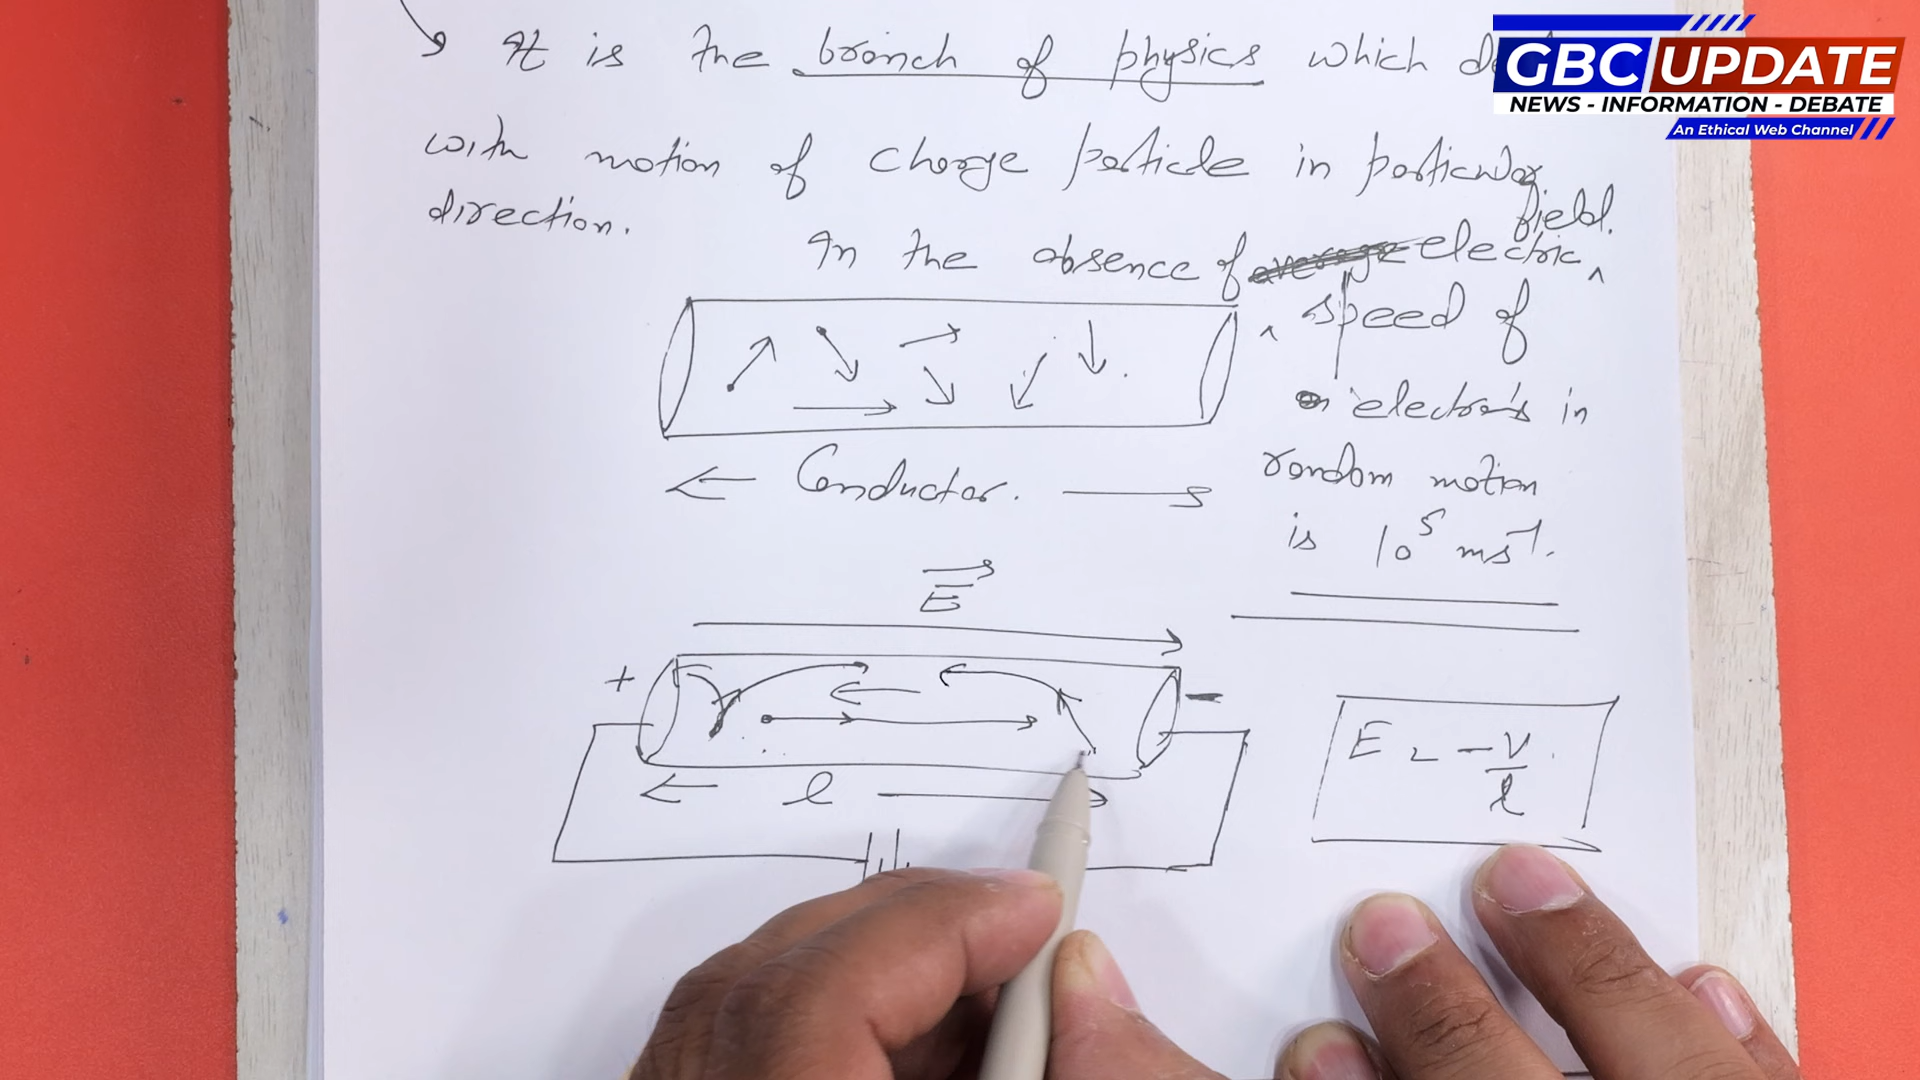 It is the branch of physics which
GBC UPDATE
NEWS - INFORMATION - DEBATE
An Ethical Web Channel
with motion of charge particle in particular
direction.
In the absence of electric field.
speed of
electrons in
random motion
is 10⁵ ms⁻¹.
← Conductor. →
E
+ -
← l →
E = -V/l